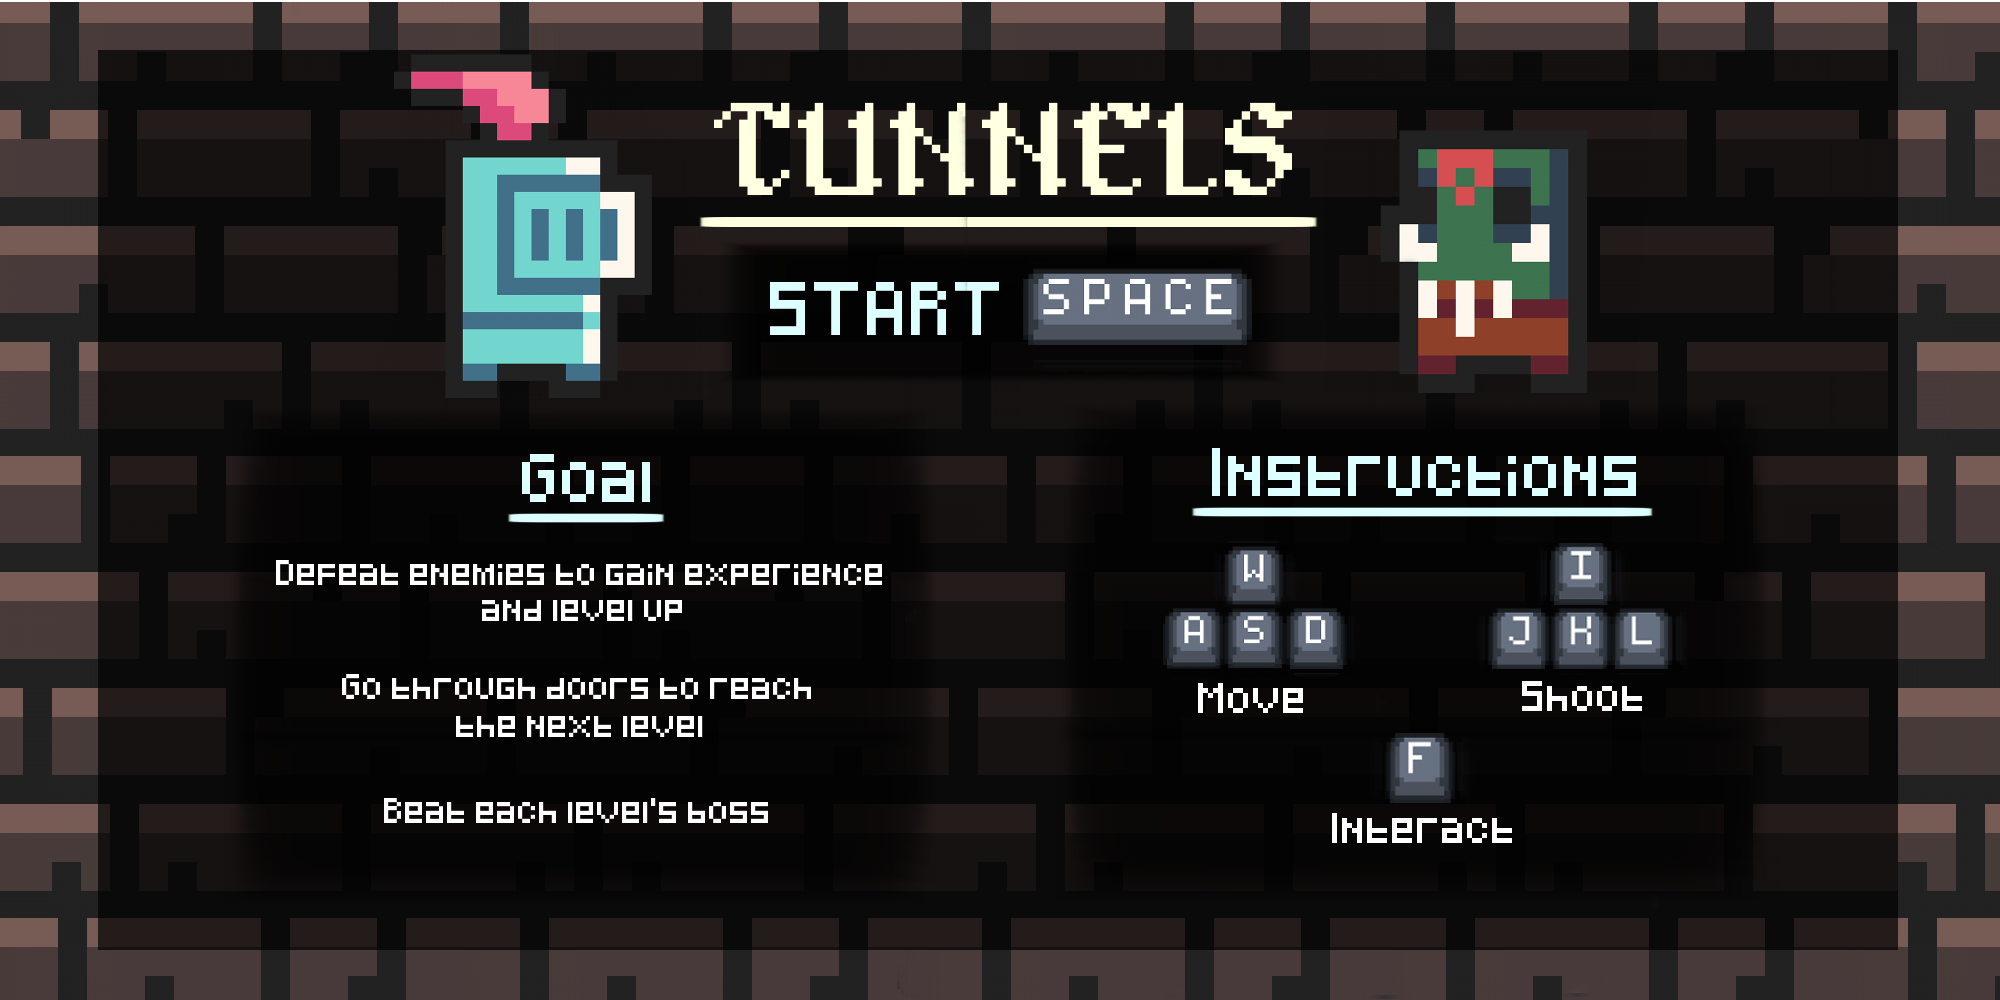 TUNNELS
START SPACE
Goal
Defeat enemies to gain experience
and level up
Go through doors to reach
the next level
Beat each level's boss
Instructions
W
A S D
Move
I
J K L
Shoot
F
Interact